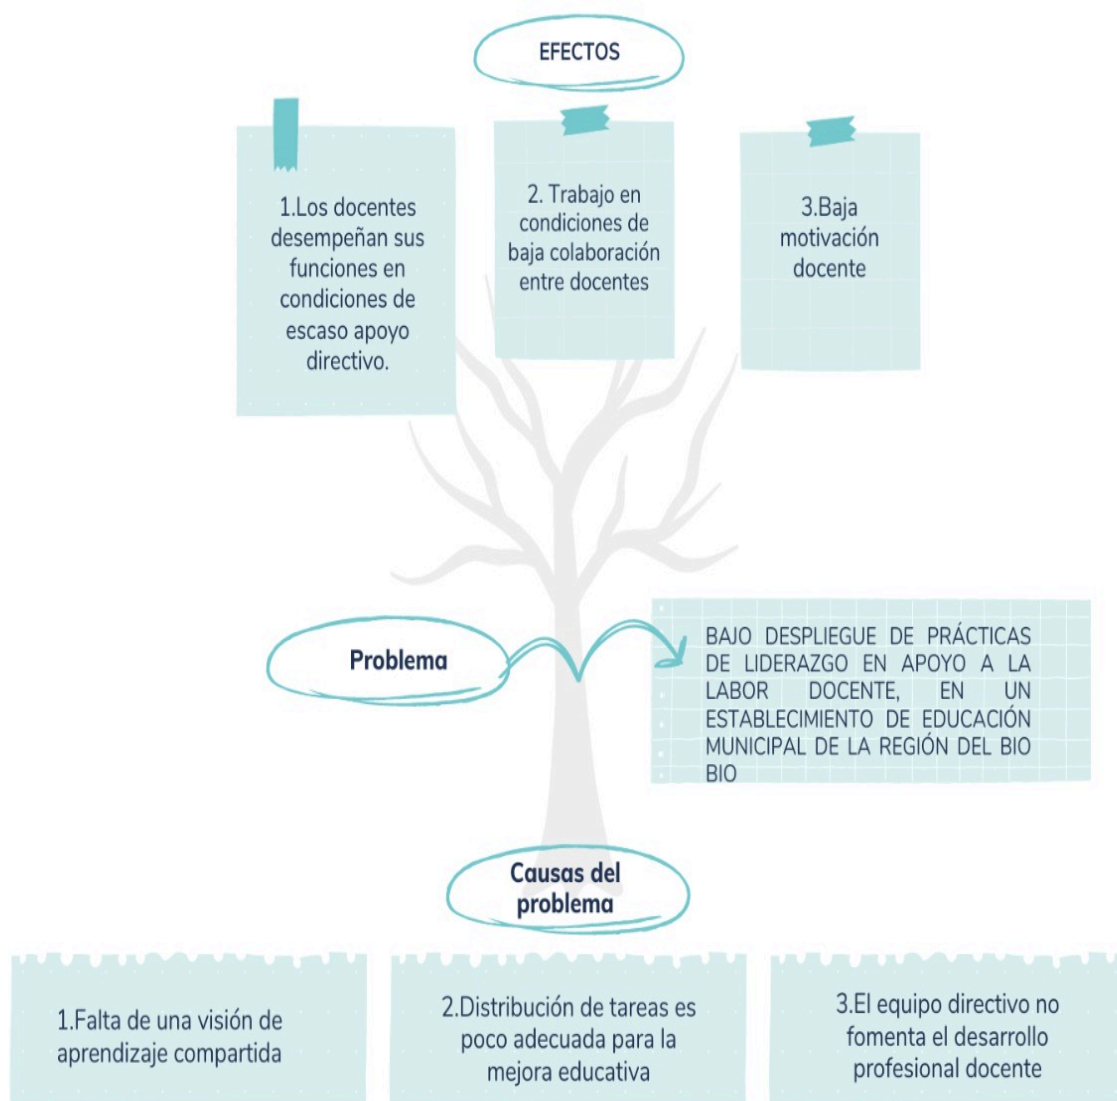 EFECTOS
1.Los docentes
desempeñan sus
funciones en
condiciones de
escaso apoyo
directivo.
2. Trabajo en
condiciones de
baja colaboración
entre docentes
3.Baja
motivación
docente
Problema
BAJO DESPLIEGUE DE PRÁCTICAS
DE LIDERAZGO EN APOYO A LA
LABOR DOCENTE, EN UN
ESTABLECIMIENTO DE EDUCACIÓN
MUNICIPAL DE LA REGIÓN DEL BIO
BIO
Causas del
problema
1.Falta de una visión de
aprendizaje compartida
2.Distribución de tareas es
poco adecuada para la
mejora educativa
3.El equipo directivo no
fomenta el desarrollo
profesional docente